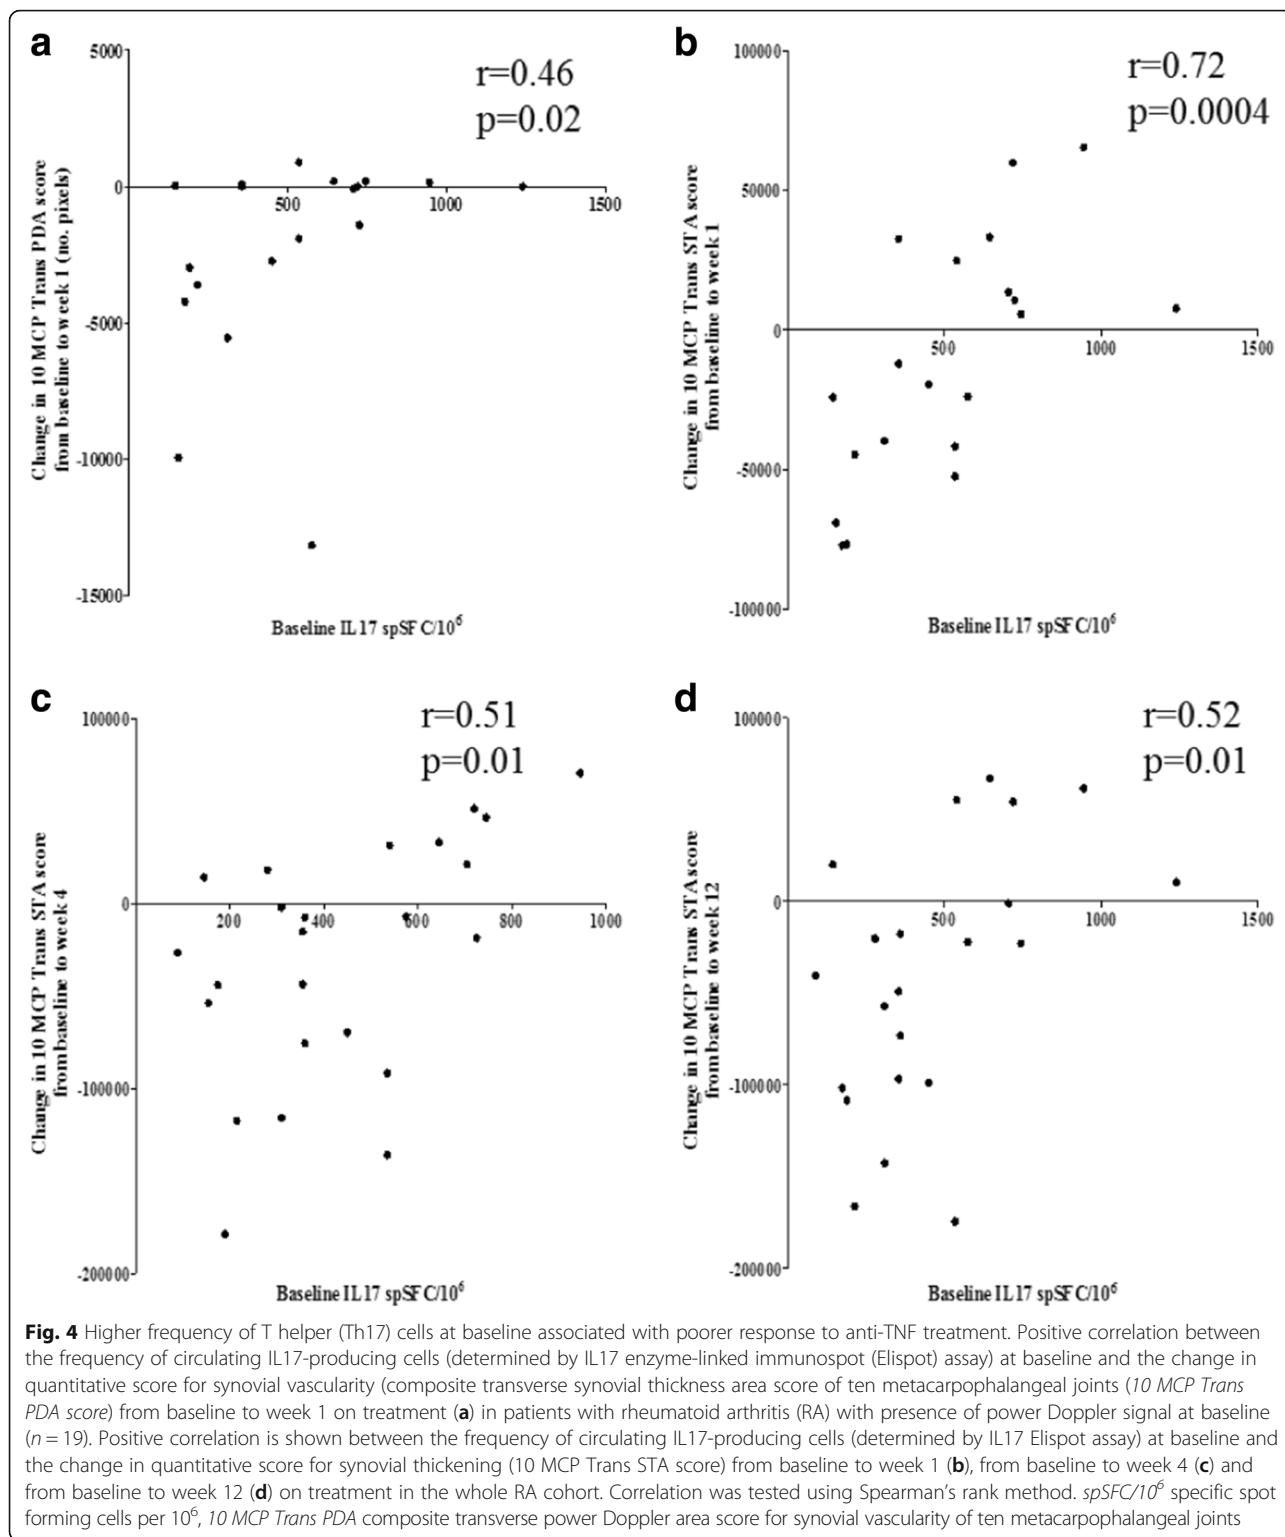 a
r=0.46
p=0.02
5000
0
-5000
-10000
-15000
500
1000
1500
Change in 10 MCP Trans PDA score
from baseline to week 1 (no. pixels)
Baseline IL17 spSFC/10⁶
b
r=0.72
p=0.0004
100000
50000
0
-50000
-100000
500
1000
1500
Change in 10 MCP Trans STA score
from baseline to week 1
Baseline IL17 spSFC/10⁶
c
r=0.51
p=0.01
100000
0
-100000
-200000
200
400
600
800
1000
Change in 10 MCP Trans STA score
from baseline to week 4
Baseline IL17 spSFC/10⁶
d
r=0.52
p=0.01
100000
0
-100000
-200000
500
1000
1500
Change in 10 MCP Trans STA score
from baseline to week 12
Baseline IL17 spSFC/10⁶
Fig. 4 Higher frequency of T helper (Th17) cells at baseline associated with poorer response to anti-TNF treatment. Positive correlation between
the frequency of circulating IL17-producing cells (determined by IL17 enzyme-linked immunospot (Elispot) assay) at baseline and the change in
quantitative score for synovial vascularity (composite transverse synovial thickness area score of ten metacarpophalangeal joints (10 MCP Trans
PDA score) from baseline to week 1 on treatment (a) in patients with rheumatoid arthritis (RA) with presence of power Doppler signal at baseline
(n = 19). Positive correlation is shown between the frequency of circulating IL17-producing cells (determined by IL17 Elispot assay) at baseline and
the change in quantitative score for synovial thickening (10 MCP Trans STA score) from baseline to week 1 (b), from baseline to week 4 (c) and
from baseline to week 12 (d) on treatment in the whole RA cohort. Correlation was tested using Spearman's rank method. spSFC/10⁶ specific spot
forming cells per 10⁶, 10 MCP Trans PDA composite transverse power Doppler area score for synovial vascularity of ten metacarpophalangeal joints